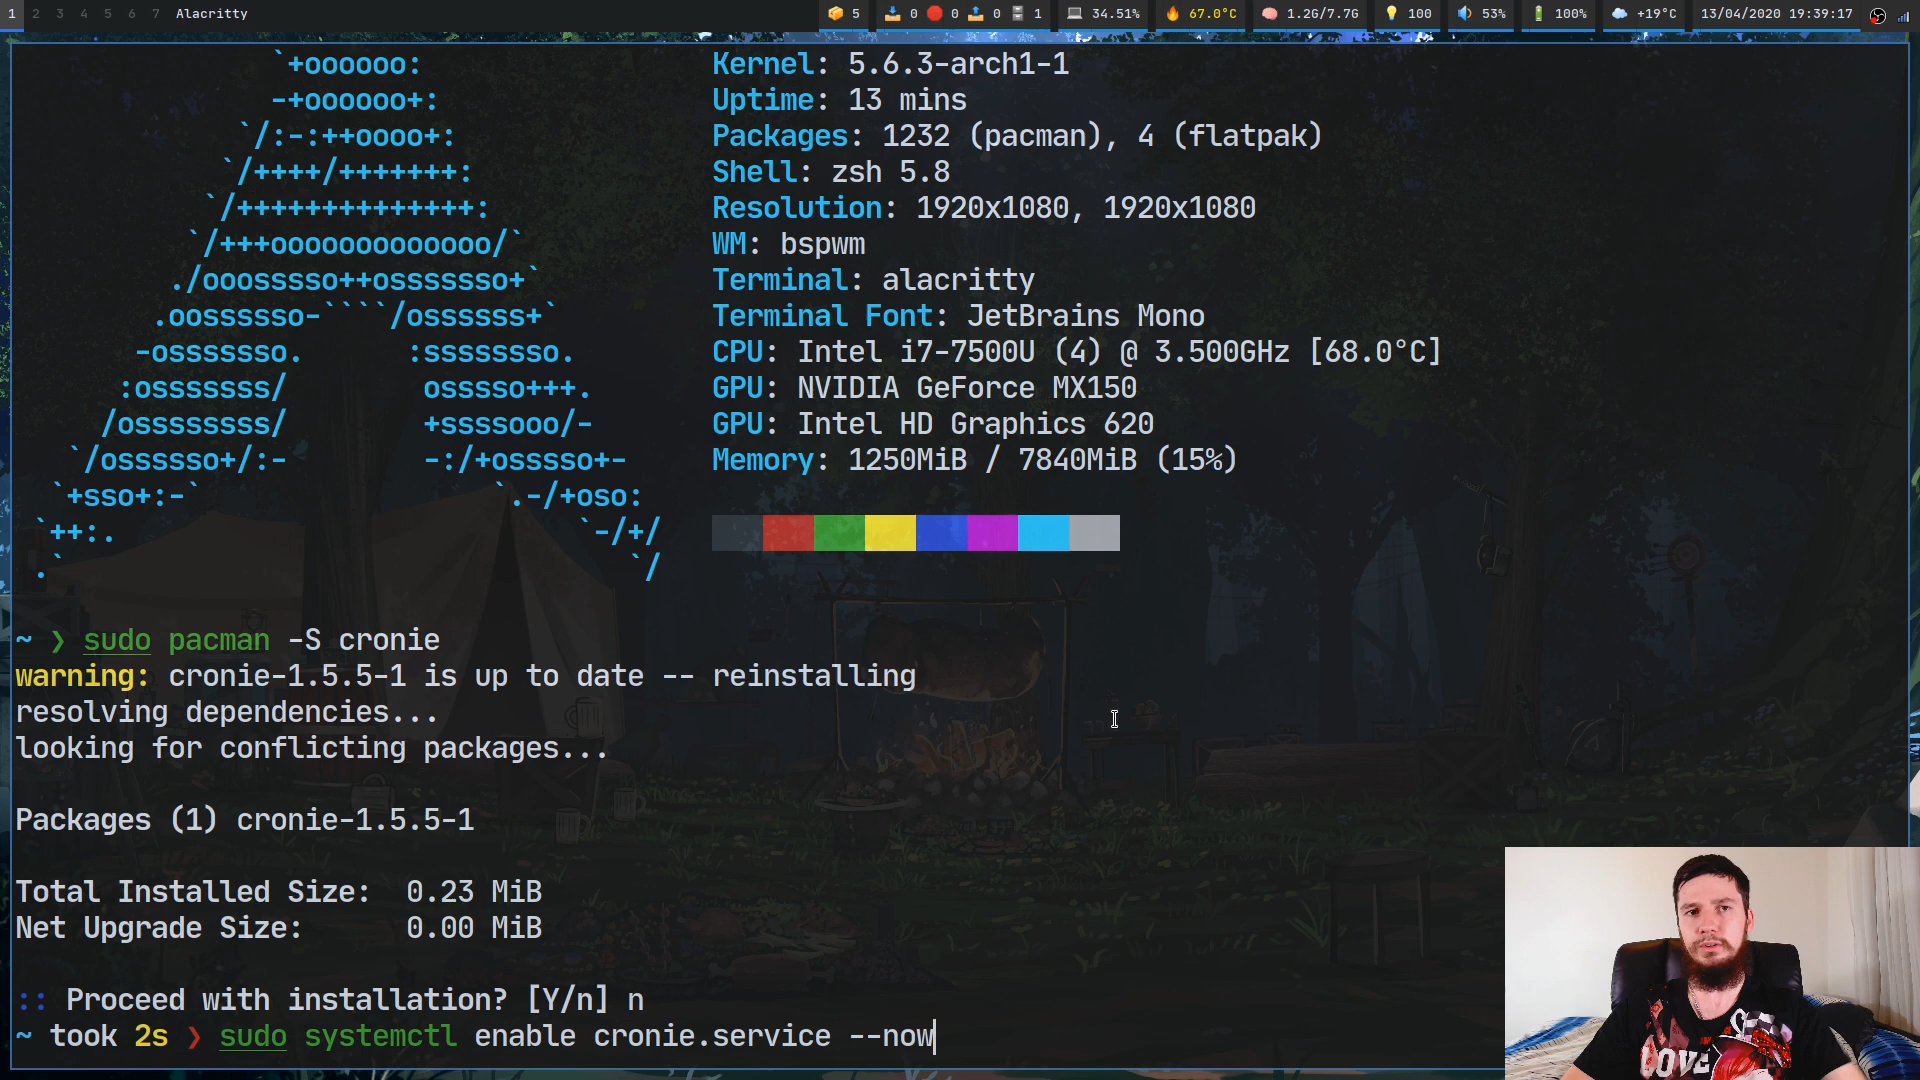 1 2 3 4 5 6 7 Alacritty 5 0 0 0 1 34.51% 67.0°C 1.2G/7.7G 100 53% 100% +19°C 13/04/2020 19:39:17
`+oooooo: Kernel: 5.6.3-arch1-1
-+oooooo+: Uptime: 13 mins
`/:-:++oooo+: Packages: 1232 (pacman), 4 (flatpak)
`/++++/+++++++: Shell: zsh 5.8
`/++++++++++++++: Resolution: 1920x1080, 1920x1080
`/+++ooooooooooooo/` WM: bspwm
./ooosssso++osssssso+` Terminal: alacritty
.oossssso-````/ossssss+` Terminal Font: JetBrains Mono
-osssssso. :ssssssso. CPU: Intel i7-7500U (4) @ 3.500GHz [68.0°C]
:osssssss/ osssso+++. GPU: NVIDIA GeForce MX150
/ossssssss/ +ssssooo/- GPU: Intel HD Graphics 620
`/ossssso+/:- -:/+osssso+- Memory: 1250MiB / 7840MiB (15%)
`+sso+:-` `.-/+oso:
`++:. `-/+/
.` `/
~ ❯ sudo pacman -S cronie
warning: cronie-1.5.5-1 is up to date -- reinstalling
resolving dependencies...
looking for conflicting packages...
Packages (1) cronie-1.5.5-1
Total Installed Size: 0.23 MiB
Net Upgrade Size: 0.00 MiB
:: Proceed with installation? [Y/n] n
~ took 2s ❯ sudo systemctl enable cronie.service --now
LOVE